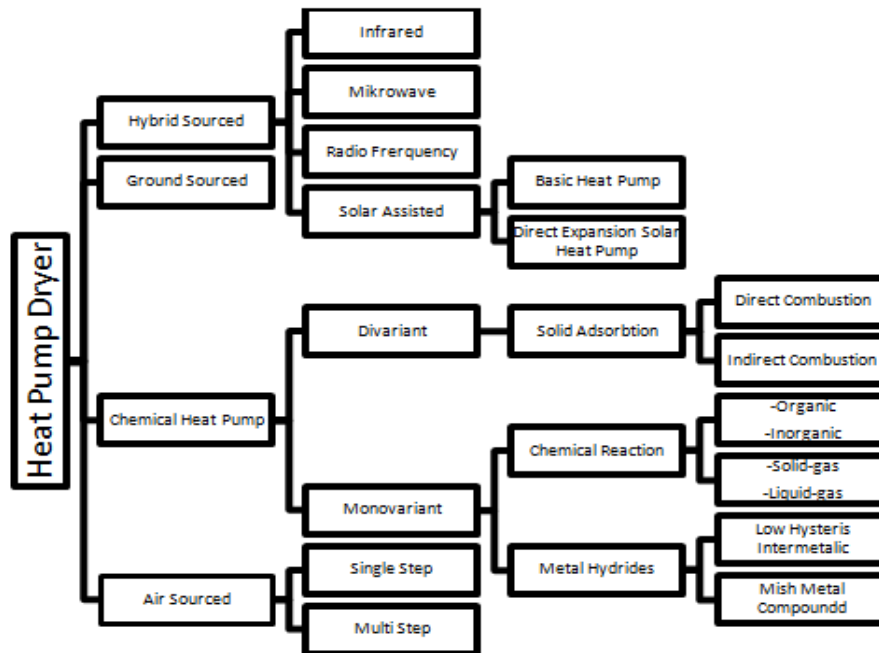 Heat Pump Dryer
Hybrid Sourced
Infrared
Mikrowave
Radio Frerquency
Solar Assisted
Basic Heat Pump
Direct Expansion Solar
Heat Pump
Ground Sourced
Chemical Heat Pump
Divariant
Solid Adsorbtion
Direct Combustion
Indirect Combustion
Monovariant
Chemical Reaction
-Organic
-Inorganic
-Solid-gas
-Liquid-gas
Metal Hydrides
Low Hysteris
Intermetalic
Mish Metal
Compoundd
Air Sourced
Single Step
Multi Step